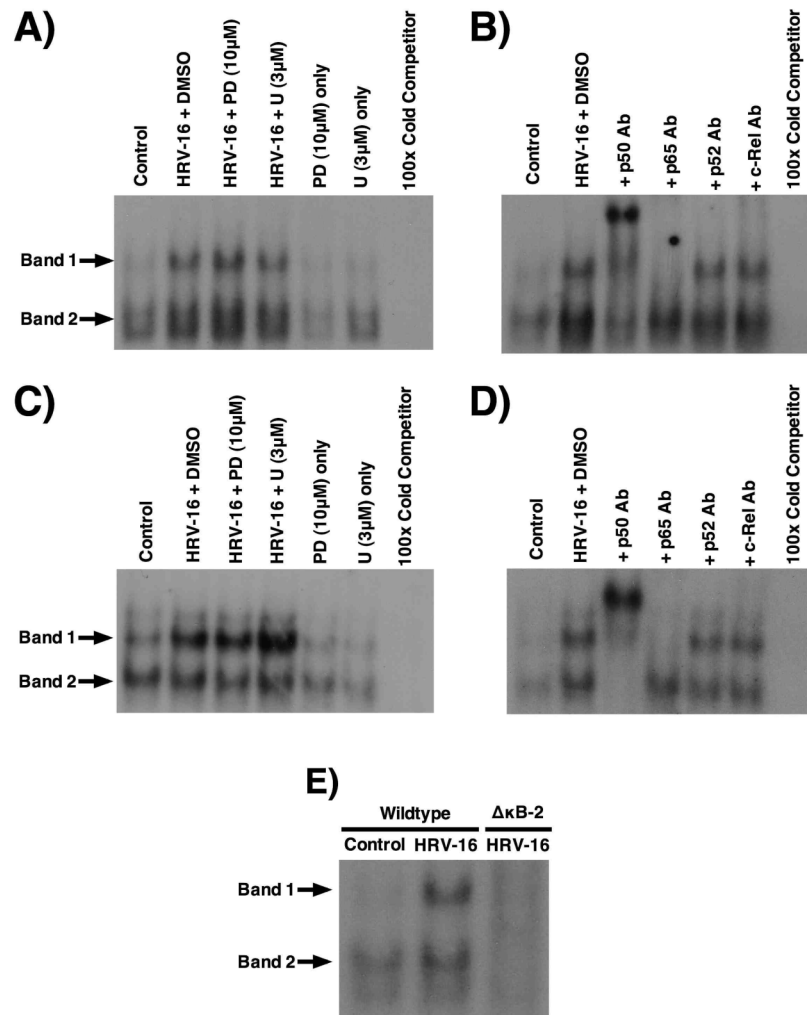 A)
Control
HRV-16 + DMSO
HRV-16 + PD (10µM)
HRV-16 + U (3µM)
PD (10µM) only
U (3µM) only
100x Cold Competitor
Band 1
Band 2
B)
Control
HRV-16 + DMSO
+ p50 Ab
+ p65 Ab
+ p52 Ab
+ c-Rel Ab
100x Cold Competitor
C)
Control
HRV-16 + DMSO
HRV-16 + PD (10µM)
HRV-16 + U (3µM)
PD (10µM) only
U (3µM) only
100x Cold Competitor
Band 1
Band 2
D)
Control
HRV-16 + DMSO
+ p50 Ab
+ p65 Ab
+ p52 Ab
+ c-Rel Ab
100x Cold Competitor
E)
Wildtype ΔκB-2
Control HRV-16 HRV-16
Band 1
Band 2